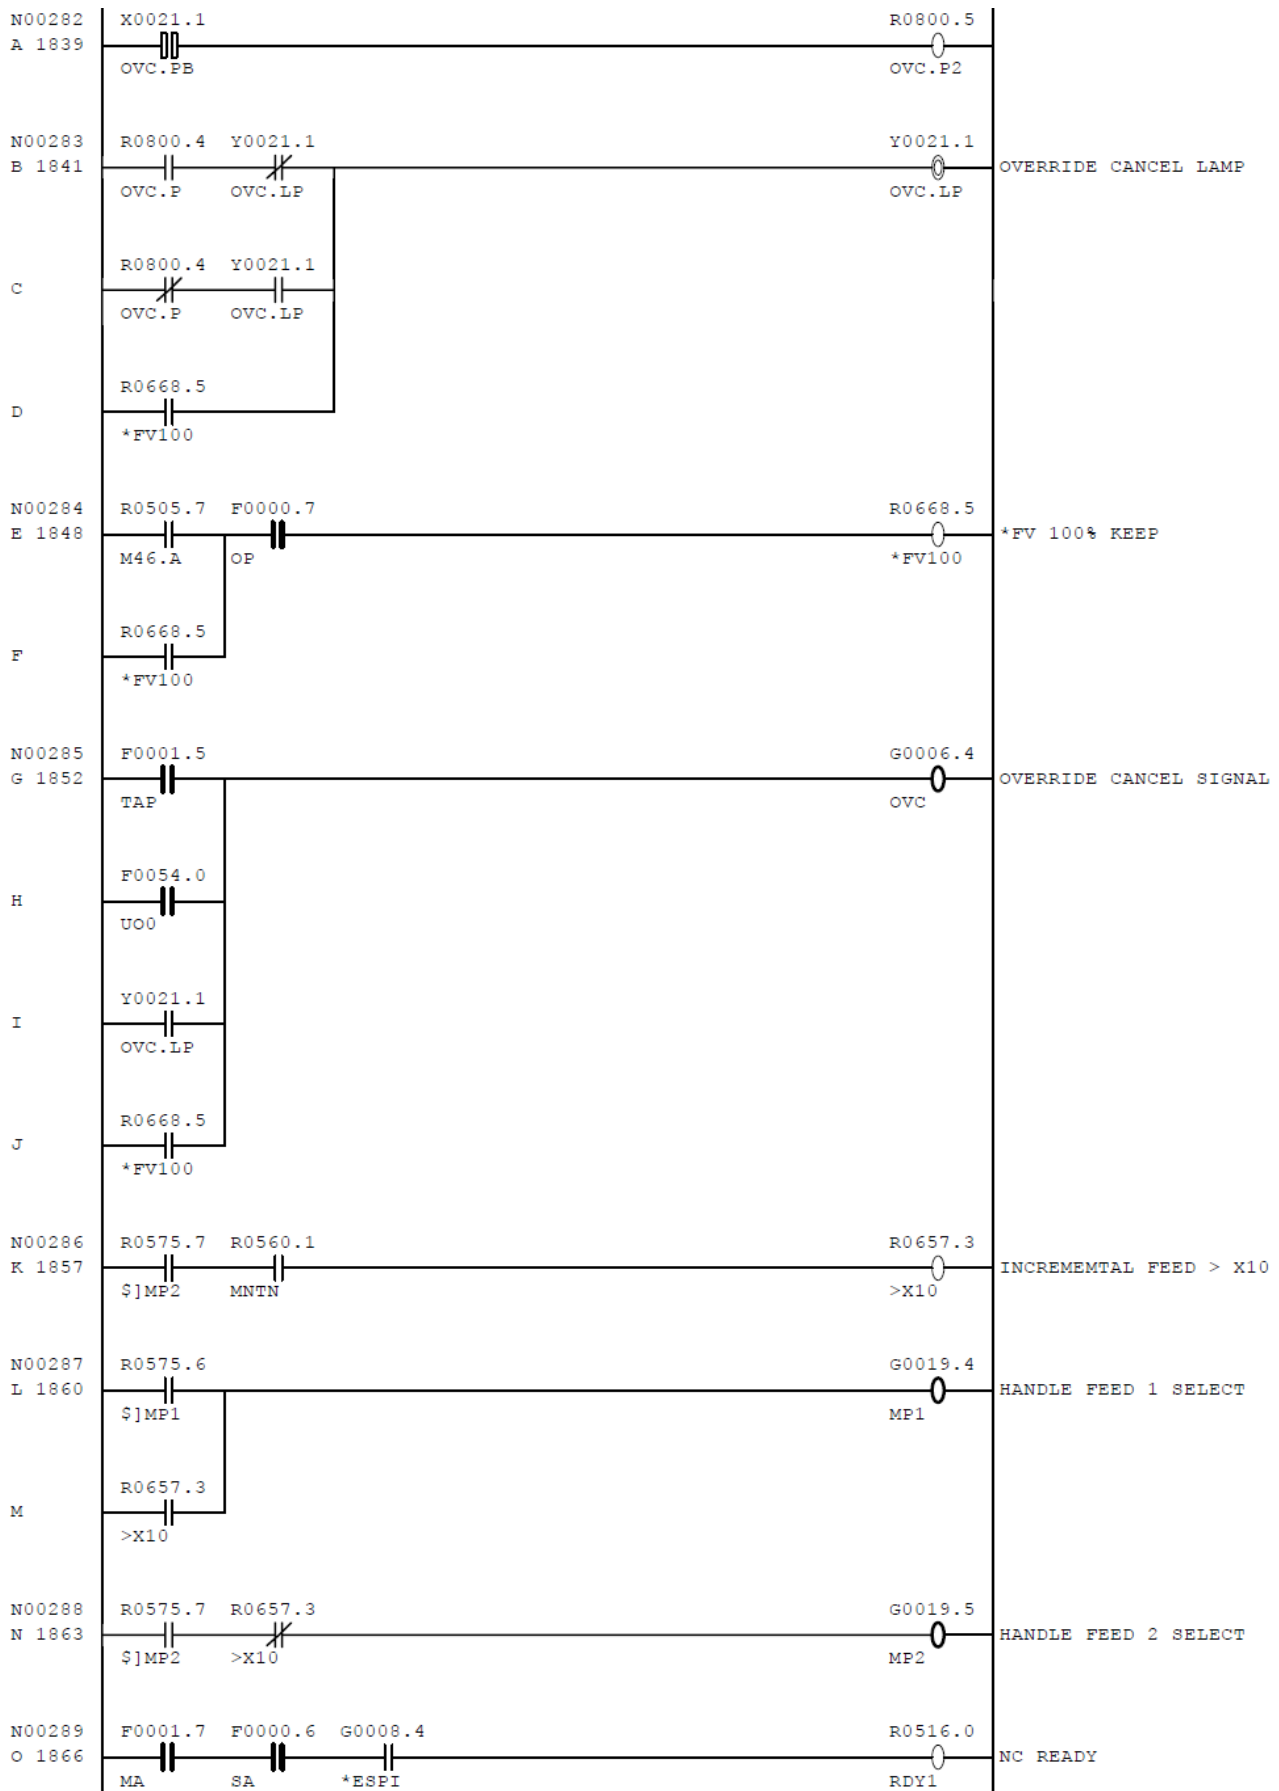 N00282 X0021.1 R0800.5
A 1839
OVC.PB OVC.P2
N00283 R0800.4 Y0021.1 Y0021.1
B 1841 OVERRIDE CANCEL LAMP
OVC.P OVC.LP OVC.LP
R0800.4 Y0021.1
C
OVC.P OVC.LP
R0668.5
D
*FV100
N00284 R0505.7 F0000.7 R0668.5
E 1848 *FV 100% KEEP
M46.A OP *FV100
R0668.5
F
*FV100
N00285 F0001.5 G0006.4
G 1852 OVERRIDE CANCEL SIGNAL
TAP OVC
F0054.0
H
UO0
Y0021.1
I
OVC.LP
R0668.5
J
*FV100
N00286 R0575.7 R0560.1 R0657.3
K 1857 INCREMEMTAL FEED > X10
$]MP2 MNTN >X10
N00287 R0575.6 G0019.4
L 1860 HANDLE FEED 1 SELECT
$]MP1 MP1
R0657.3
M
>X10
N00288 R0575.7 R0657.3 G0019.5
N 1863 HANDLE FEED 2 SELECT
$]MP2 >X10 MP2
N00289 F0001.7 F0000.6 G0008.4 R0516.0
O 1866 NC READY
MA SA *ESPI RDY1